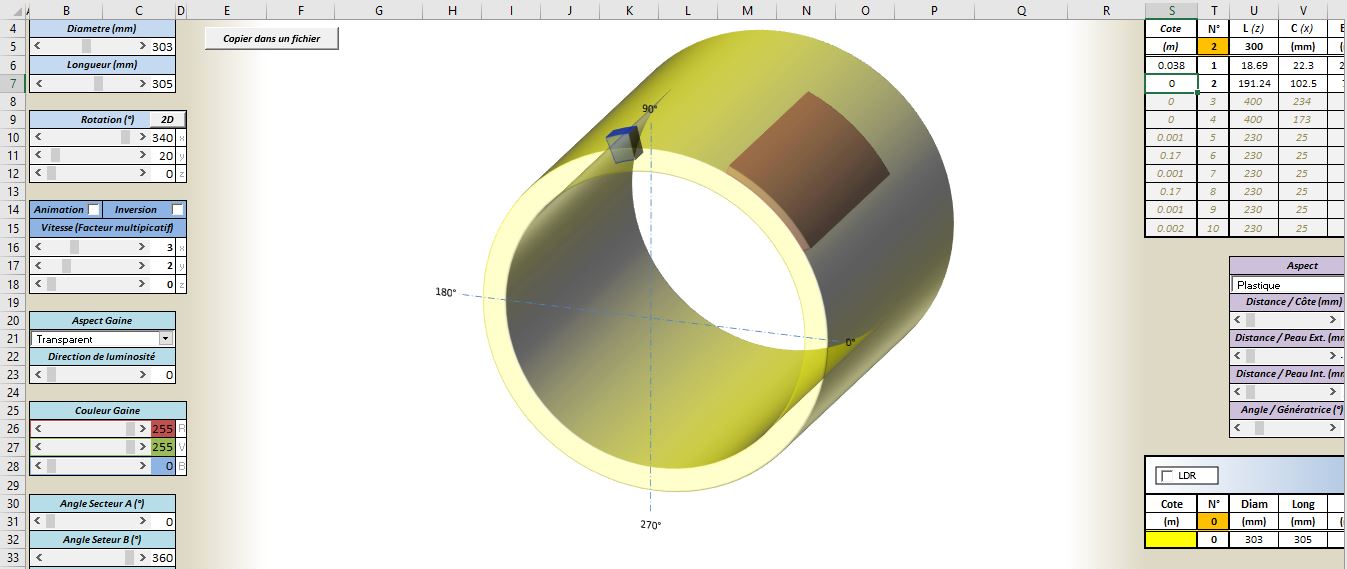 A B C D E F G H I J K L M N O P Q R S T U V
4 Diametre (mm) Cote N° L (z) C (x)
Copier dans un fichier
5 303 (m) 2 300 (mm)
6 Longueur (mm) 0.038 1 18.69 22.3
7 305 0 2 191.24 102.5
8 0 3 400 234
9 Rotation (°) 2D 0 4 400 173
90°
10 340 x 0.001 5 230 25
11 20 y 0.17 6 230 25
12 0 z 0.001 7 230 25
13 0.17 8 230 25
14 Animation Inversion 0.001 9 230 25
15 Vitesse (Facteur multipicatif) 0.002 10 230 25
16 3 x
17 2 y Aspect
18 0 z Plastique
180°
19 Distance / Côte (mm)
20 Aspect Gaine
21 Transparent Distance / Peau Ext. (mm
0°
22 Direction de luminosité
23 0 Distance / Peau Int. (mm
24
25 Couleur Gaine Angle / Génératrice (°)
26 255 R
27 255 V
28 0 B
29 LDR
30 Angle Secteur A (°) Cote N° Diam Long
31 0 (m) 0 (mm) (mm)
270°
32 Angle Seteur B (°) 0 303 305
33 360